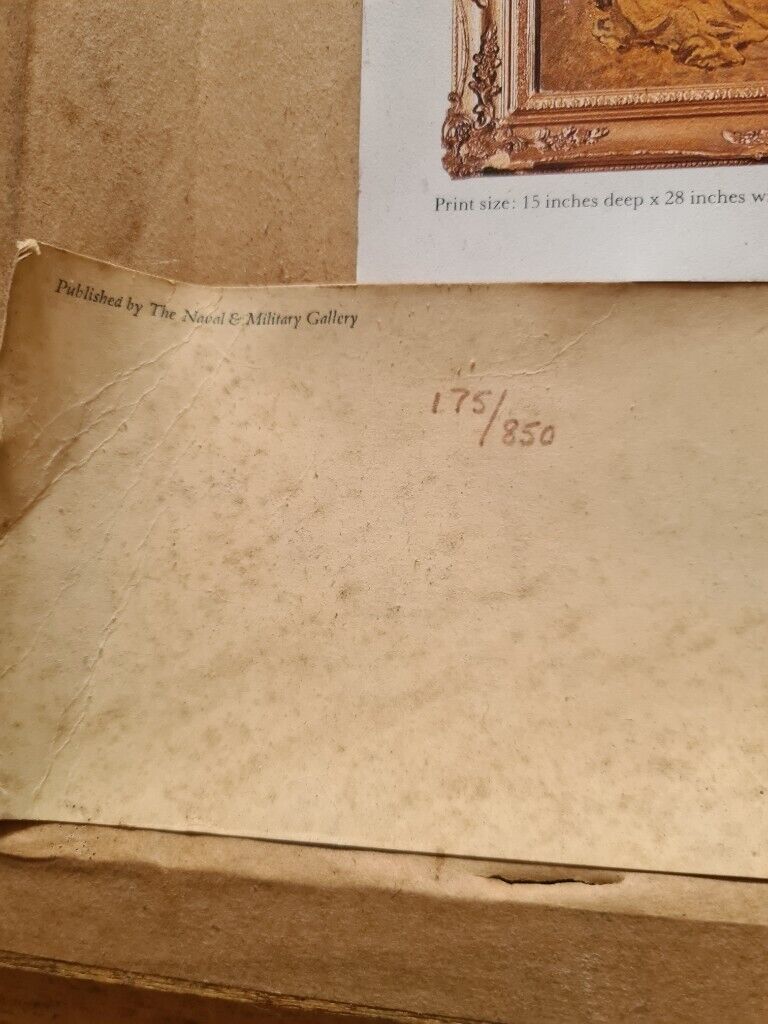 Print size: 15 inches deep x 28 inches
Published by The Naval & Military Gallery
175/850